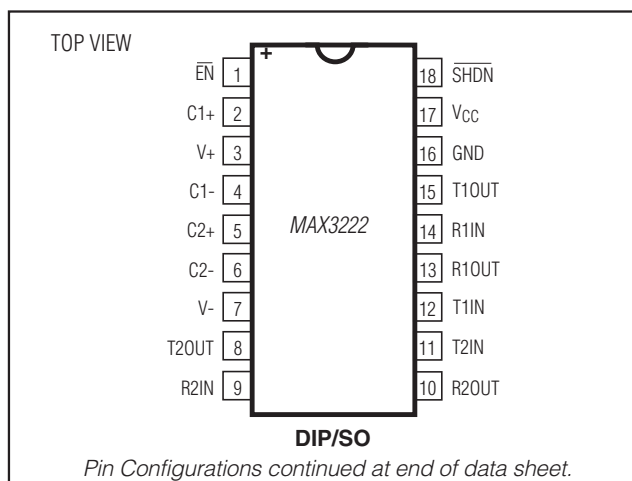 TOP VIEW
+
E̅N̅ 1 18 S̅H̅D̅N̅
C1+ 2 17 VCC
V+ 3 16 GND
C1- 4 15 T1OUT
C2+ 5 MAX3222 14 R1IN
C2- 6 13 R1OUT
V- 7 12 T1IN
T2OUT 8 11 T2IN
R2IN 9 10 R2OUT
DIP/SO
Pin Configurations continued at end of data sheet.